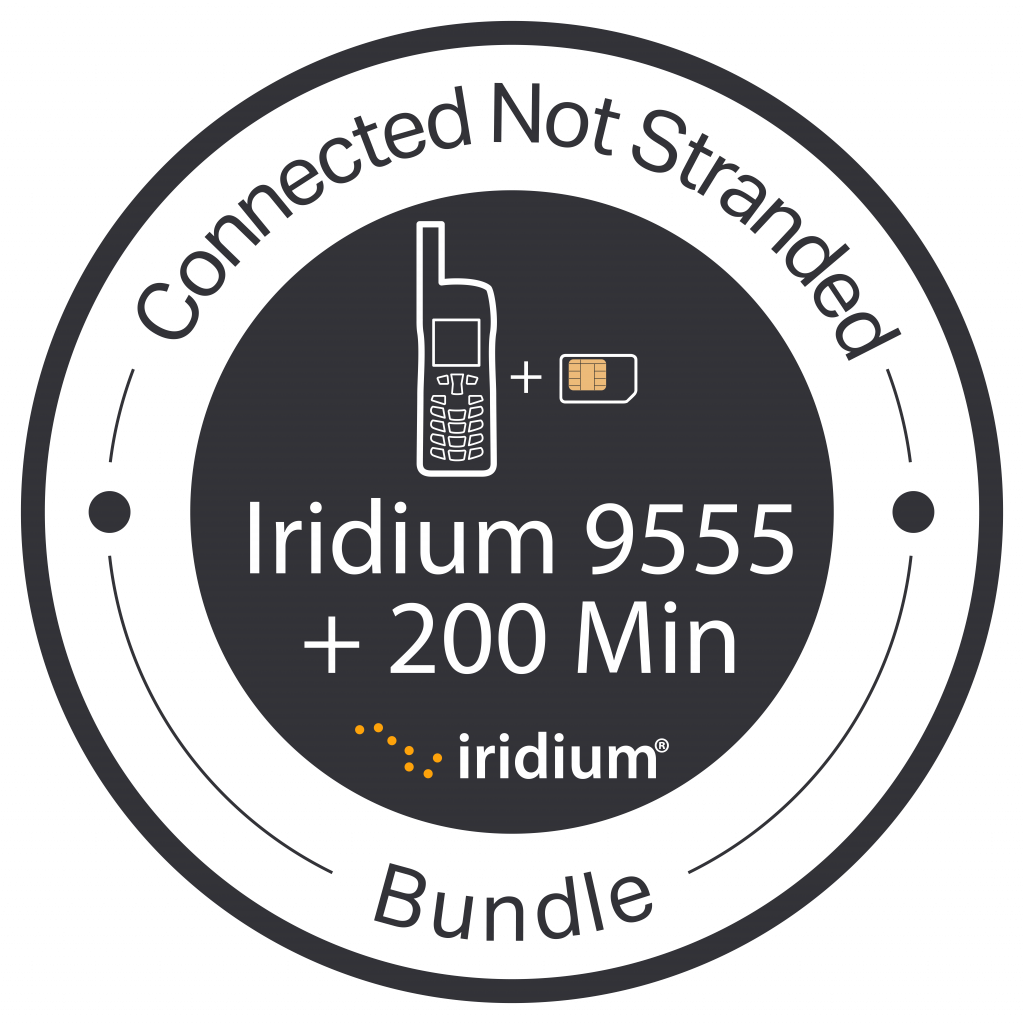 Connected Not Stranded
+
Iridium 9555
+ 200 Min
iridium®
Bundle